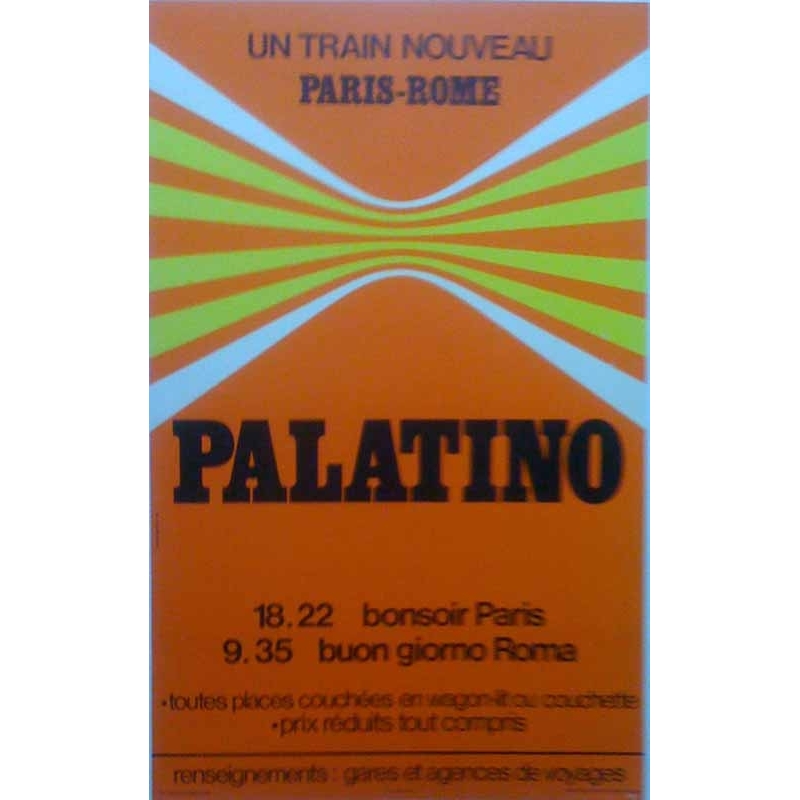 UN TRAIN NOUVEAU
PARIS-ROME
PALATINO
18.22 bonsoir Paris
9.35 buon giorno Roma
•toutes places couchées en wagon-lit ou couchette
•prix réduits tout compris
renseignements : gares et agences de voyages